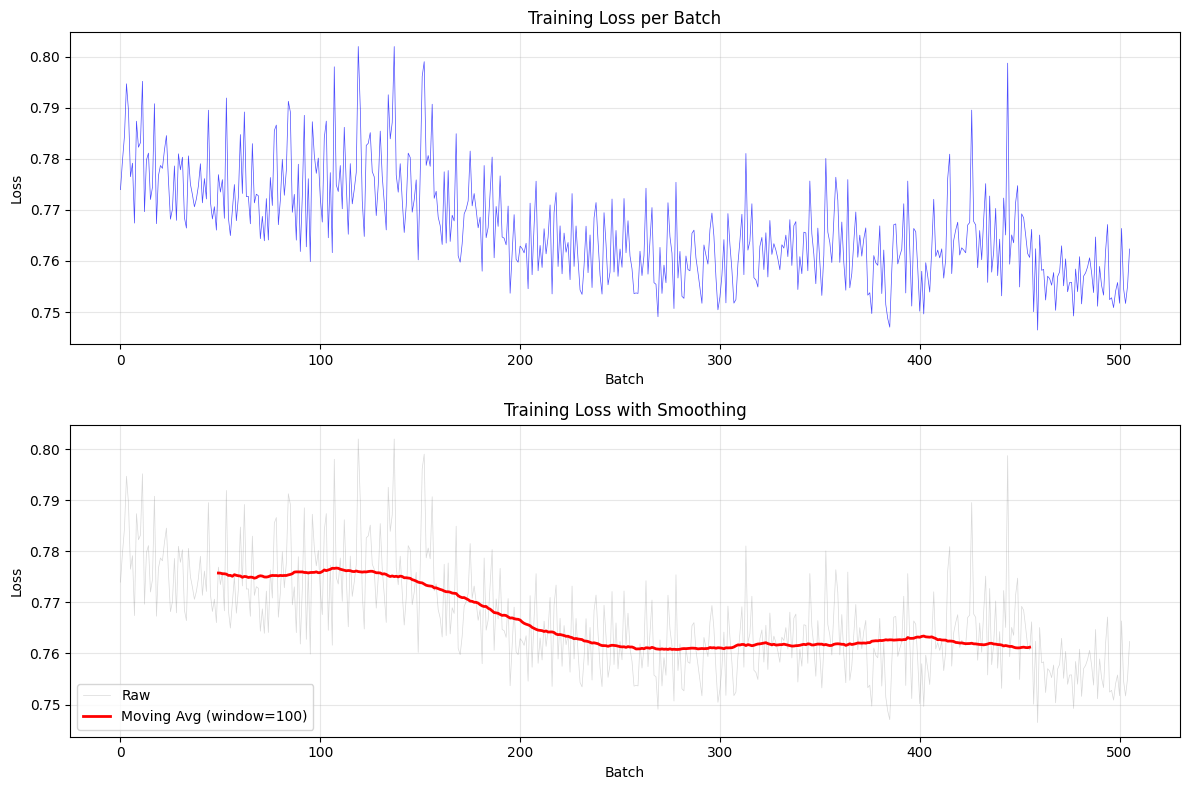 Training Loss per Batch
0.80
0.79
0.78
0.77
0.76
0.75
Loss
0 100 200 300 400 500
Batch
Training Loss with Smoothing
0.80
0.79
0.78
0.77
0.76
0.75
Loss
Raw
Moving Avg (window=100)
0 100 200 300 400 500
Batch